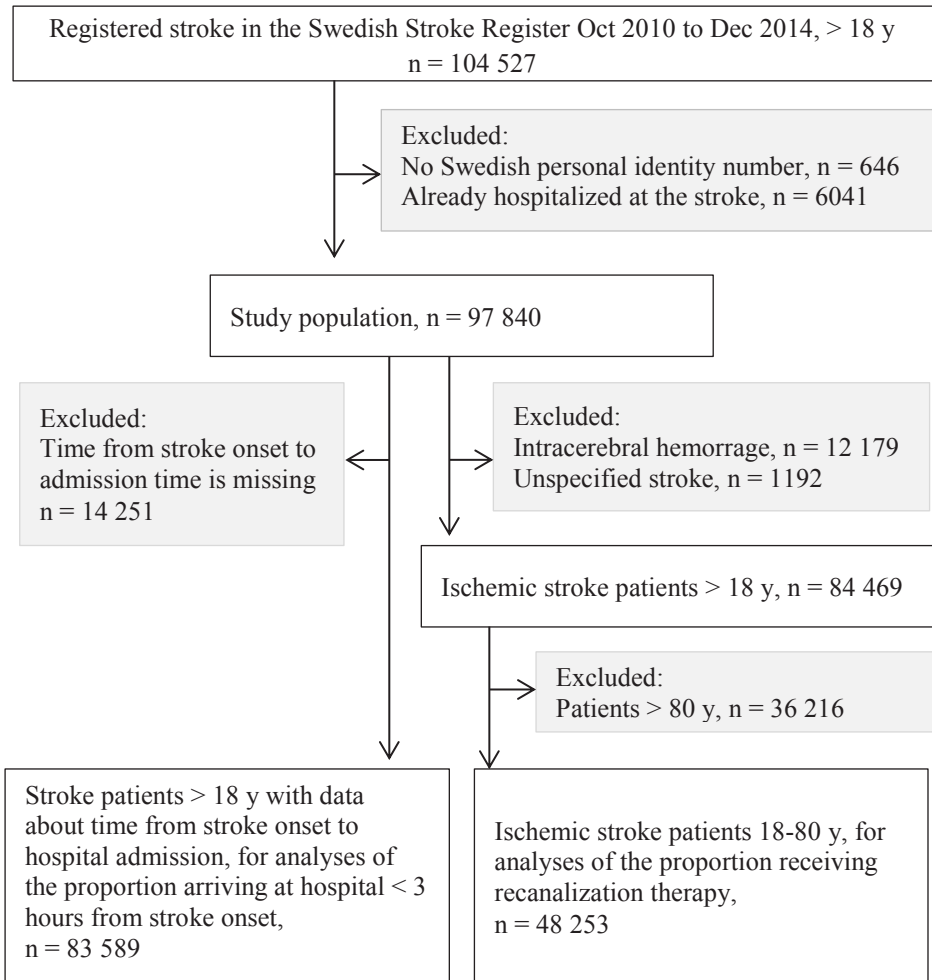 Registered stroke in the Swedish Stroke Register Oct 2010 to Dec 2014, > 18 y
n = 104 527
Excluded:
No Swedish personal identity number, n = 646
Already hospitalized at the stroke, n = 6041
Study population, n = 97 840
Excluded:
Time from stroke onset to
admission time is missing
n = 14 251
Excluded:
Intracerebral hemorrage, n = 12 179
Unspecified stroke, n = 1192
Ischemic stroke patients > 18 y, n = 84 469
Excluded:
Patients > 80 y, n = 36 216
Stroke patients > 18 y with data
about time from stroke onset to
hospital admission, for analyses of
the proportion arriving at hospital < 3
hours from stroke onset,
n = 83 589
Ischemic stroke patients 18-80 y, for
analyses of the proportion receiving
recanalization therapy,
n = 48 253